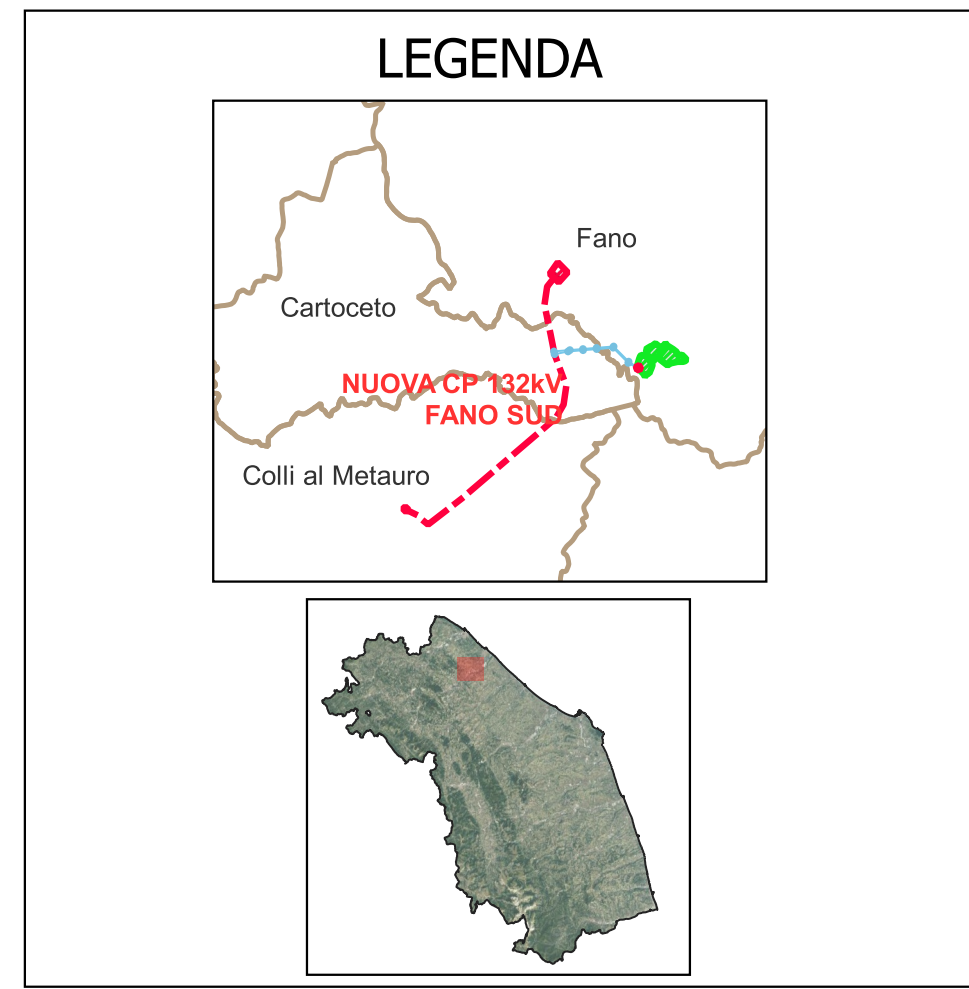 LEGENDA
Fano
Cartoceto
NUOVA CP 132kV
FANO SUD
Colli al Metauro